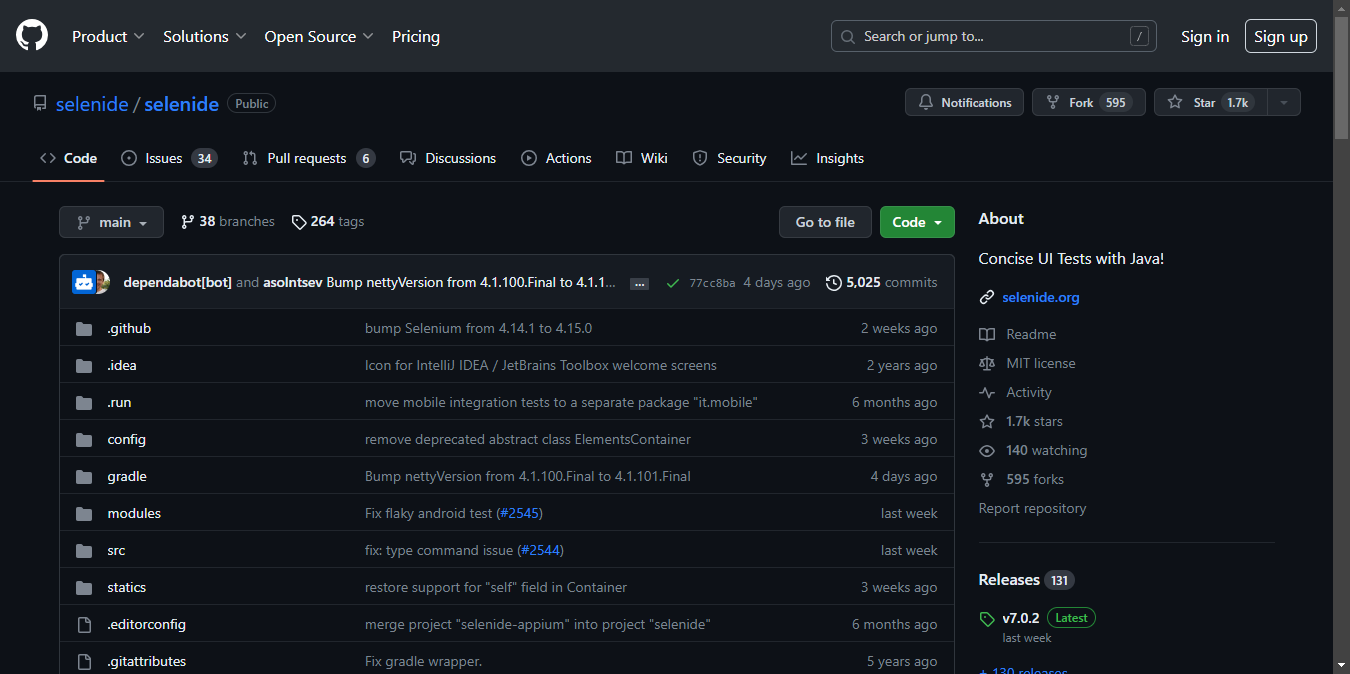 Product Solutions Open Source Pricing Search or jump to... / Sign in Sign up
selenide / selenide Public Notifications Fork 595 Star 1.7k
Code Issues 34 Pull requests 6 Discussions Actions Wiki Security Insights
main 38 branches 264 tags Go to file Code
dependabot[bot] and asolntsev Bump nettyVersion from 4.1.100.Final to 4.1.1... ... 77cc8ba 4 days ago 5,025 commits
.github bump Selenium from 4.14.1 to 4.15.0 2 weeks ago
.idea Icon for IntelliJ IDEA / JetBrains Toolbox welcome screens 2 years ago
.run move mobile integration tests to a separate package "it.mobile" 6 months ago
config remove deprecated abstract class ElementsContainer 3 weeks ago
gradle Bump nettyVersion from 4.1.100.Final to 4.1.101.Final 4 days ago
modules Fix flaky android test (#2545) last week
src fix: type command issue (#2544) last week
statics restore support for "self" field in Container 3 weeks ago
.editorconfig merge project "selenide-appium" into project "selenide" 6 months ago
.gitattributes Fix gradle wrapper. 5 years ago
About
Concise UI Tests with Java!
selenide.org
Readme
MIT license
Activity
1.7k stars
140 watching
595 forks
Report repository
Releases 131
v7.0.2 Latest
last week
+ 130 releases